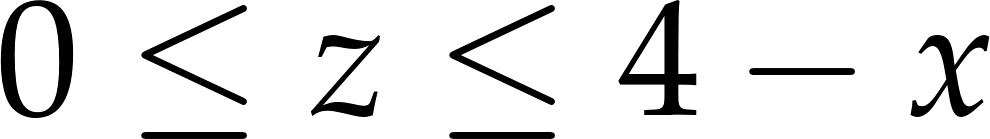 0 ≤ z ≤ 4 − x